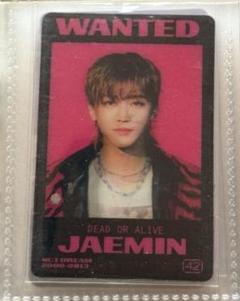 WANTED
DEAD OR ALIVE
JAEMIN
NCT DREAM
2000-0813
42